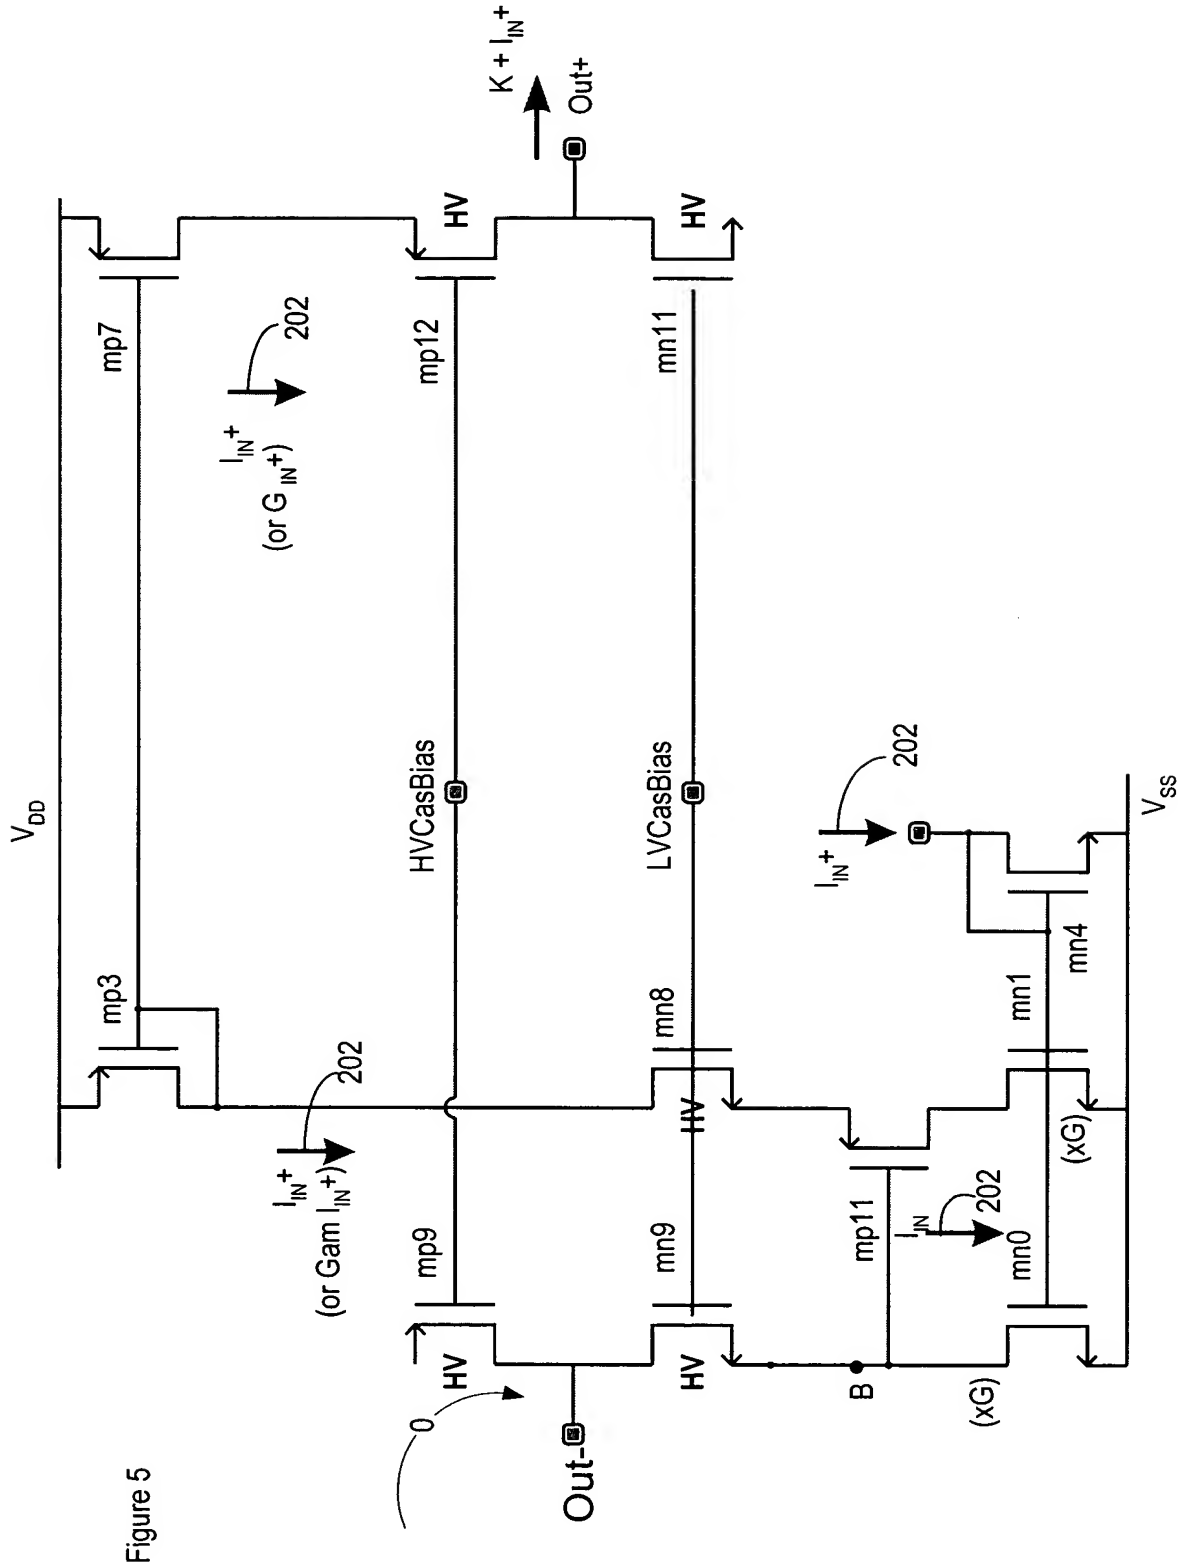 Figure 5
V_DD
mp3
mp7
I_IN+
(or Gam I_IN+)
202
I_IN+
(or G _IN+)
202
mp9
HV
HVCasBias
mp12
HV
K + I_IN+
Out+
0
Out-
mn9
HV
mn8
HV
LVCasBias
mn11
HV
B
mp11
I_IN
202
I_IN+
202
(xG)
mn0
(xG)
mn1
mn4
V_SS